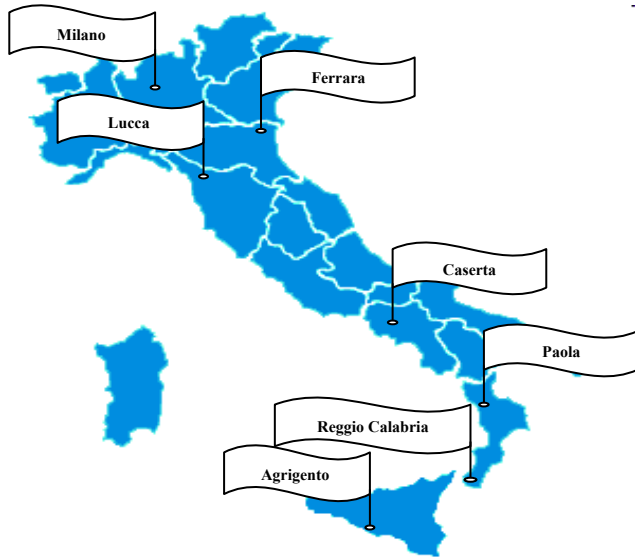 Milano
Ferrara
Lucca
Caserta
Paola
Reggio Calabria
Agrigento